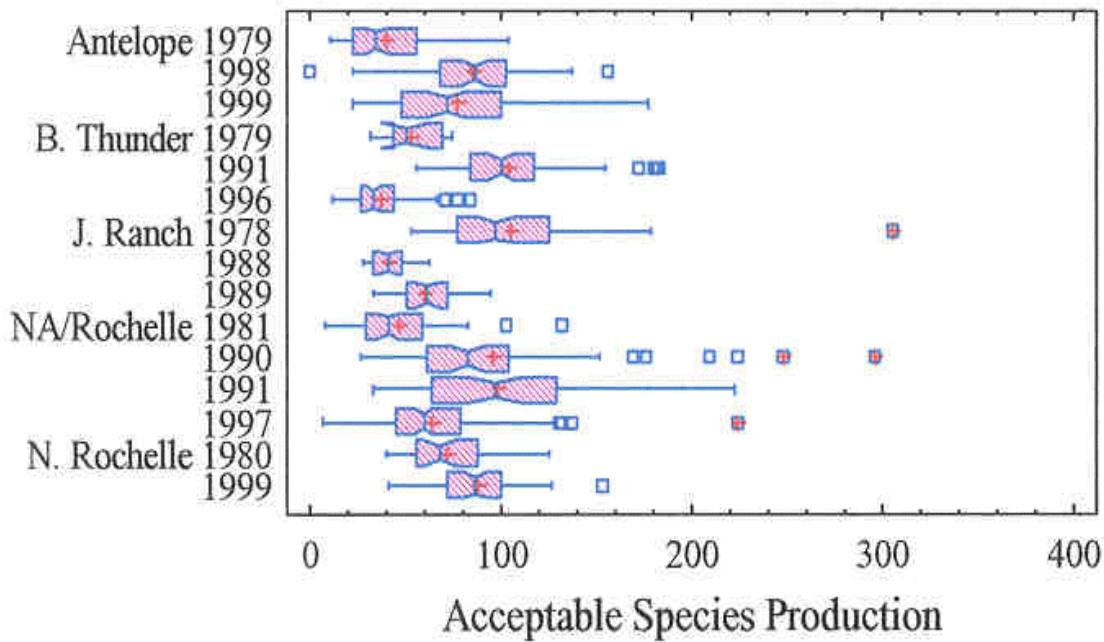 Antelope 1979
1998
1999
B. Thunder 1979
1991
1996
J. Ranch 1978
1988
1989
NA/Rochelle 1981
1990
1991
1997
N. Rochelle 1980
1999
0 100 200 300 400
Acceptable Species Production